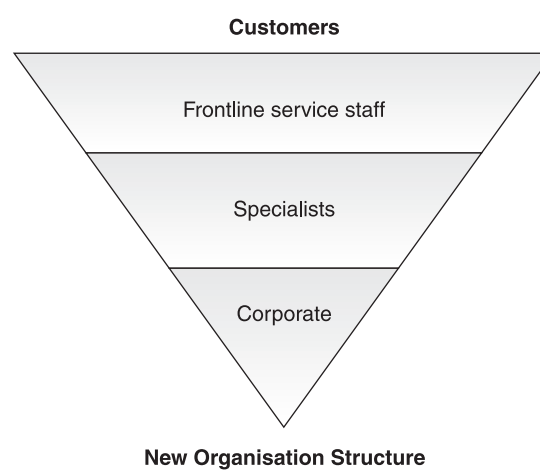 Customers
Frontline service staff
Specialists
Corporate
New Organisation Structure